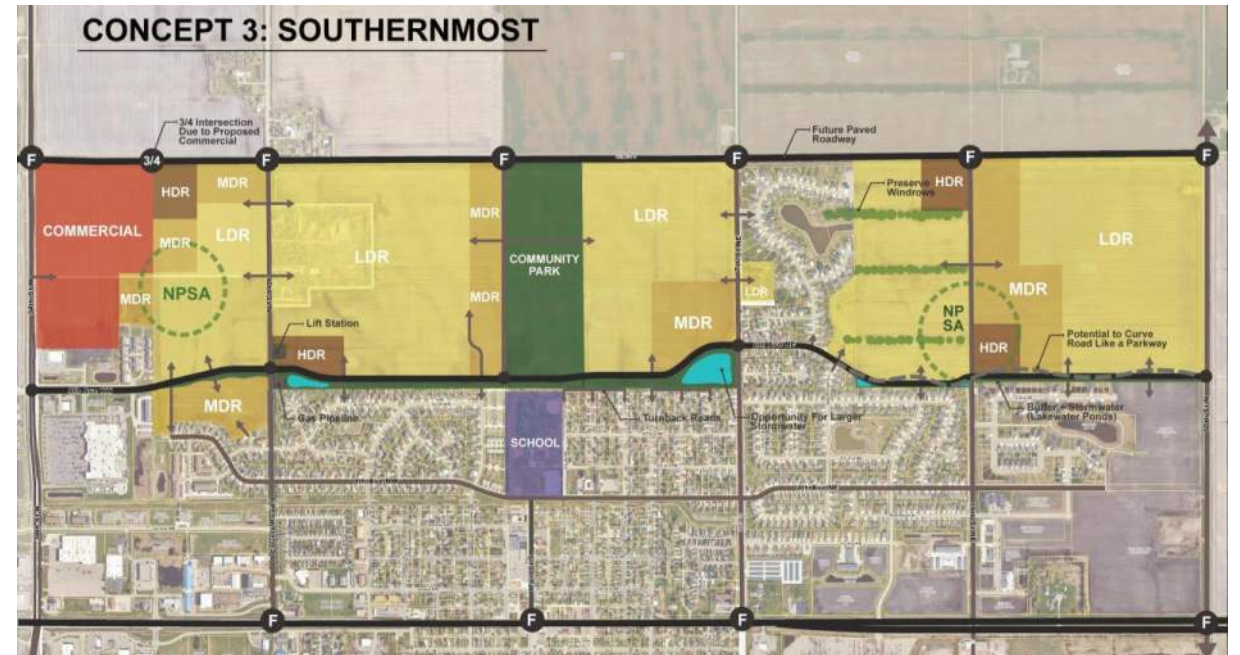 CONCEPT 3: SOUTHERNMOST
3/4 Intersection
Due to Proposed
Commercial
Future Paved
Roadway
F
3/4
F
F
F
F
F
HDR
MDR
Preserve
Windrows
HDR
COMMERCIAL
MDR
LDR
MDR
LDR
LDR
LDR
COMMUNITY
PARK
MDR
NPSA
MDR
LDR
MDR
MDR
NP
SA
Lift Station
HDR
HDR
Potential to Curve
Road Like a Parkway
MDR
Gas Pipeline
Turnback Roads
Opportunity For Larger
Stormwater
Buffer + Stormwater
(Lakewater Ponds)
SCHOOL
F
F
F
F